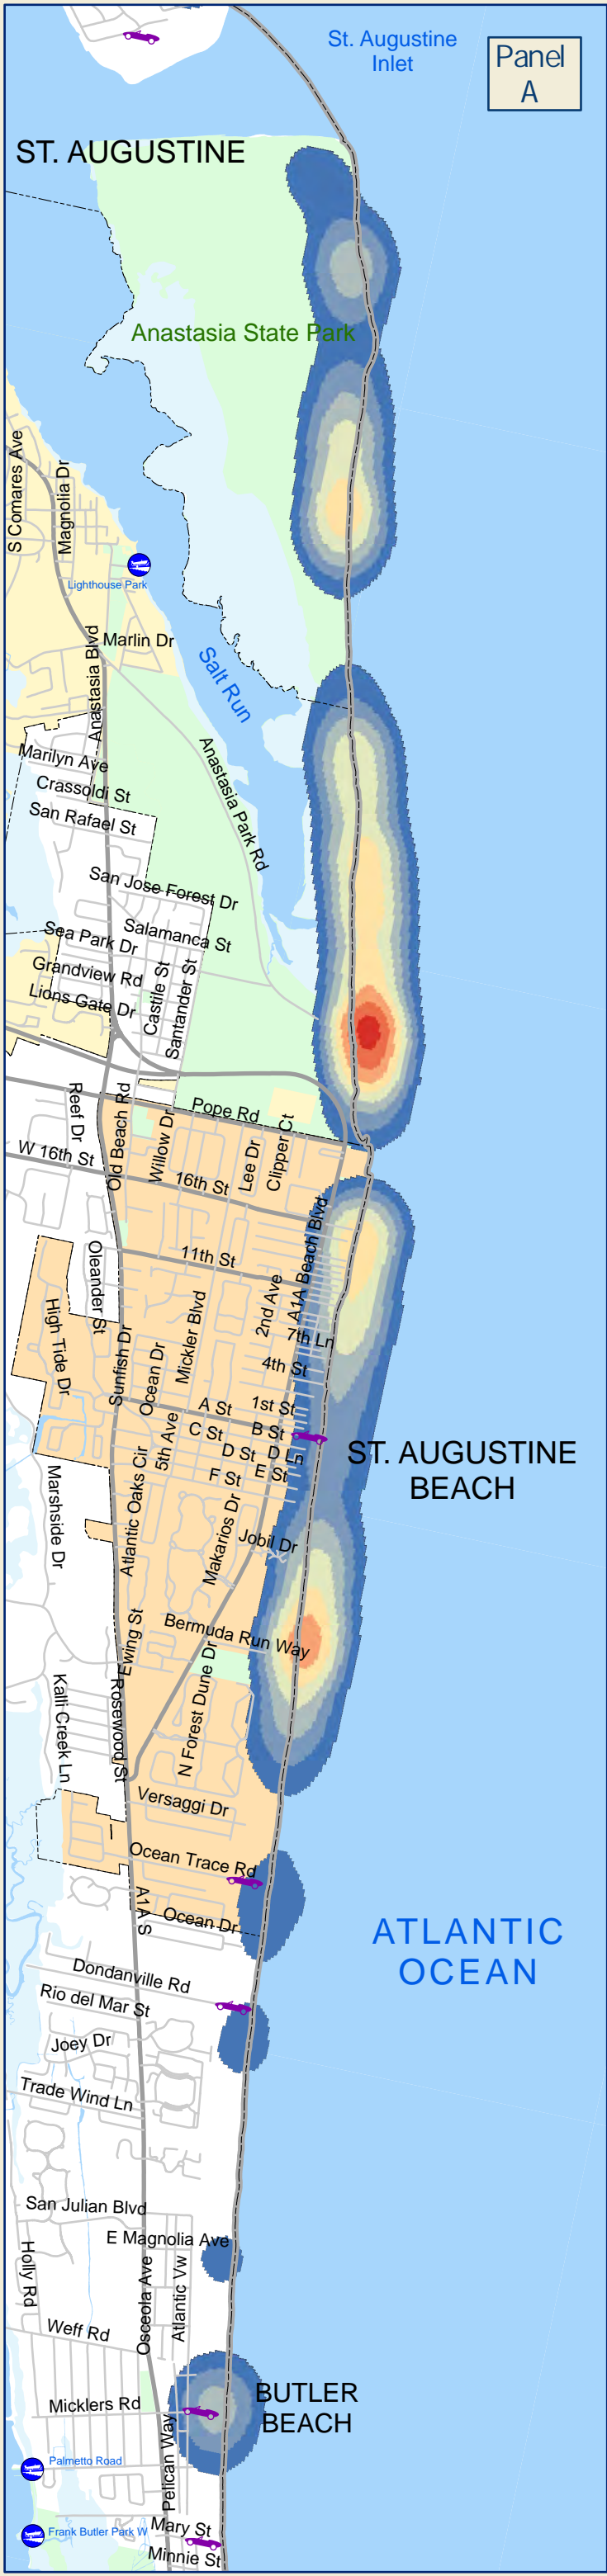 St. Augustine
Inlet
Panel
A
ST. AUGUSTINE
Anastasia State Park
S Comares Ave
Magnolia Dr
Lighthouse Park
Marlin Dr
Salt Run
Anastasia Blvd
Marilyn Ave
Crassoldi St
San Rafael St
Anastasia Park Rd
San Jose Forest Dr
Salamanca St
Sea Park Dr
Grandview Rd
Lions Gate Dr
Castile St
Santander St
Reef Dr
Old Beach Rd
Pope Rd
Willow Dr
Lee Dr
Clipper Ct
W 16th St
16th St
11th St
Oleander St
A1A Beach Blvd
2nd Ave
7th Ln
Mickler Blvd
High Tide Dr
Sunfish Dr
Ocean Dr
4th St
1st St
A St
B St
C St
D St
D Ln
5th Ave
E St
F St
ST. AUGUSTINE
BEACH
Marshside Dr
Atlantic Oaks Cir
Makarios Dr
Jobil Dr
Bermuda Run Way
Ewing St
Kalli Creek Ln
Rosewood St
N Forest Dune Dr
Versaggi Dr
Ocean Trace Rd
A1A S
Ocean Dr
ATLANTIC
OCEAN
Dondanville Rd
Rio del Mar St
Joey Dr
Trade Wind Ln
San Julian Blvd
E Magnolia Ave
Holly Rd
Osceola Ave
Atlantic Vw
Weff Rd
BUTLER
BEACH
Micklers Rd
Palmetto Road
Pelican Way
Frank Butler Park W
Mary St
Minnie St